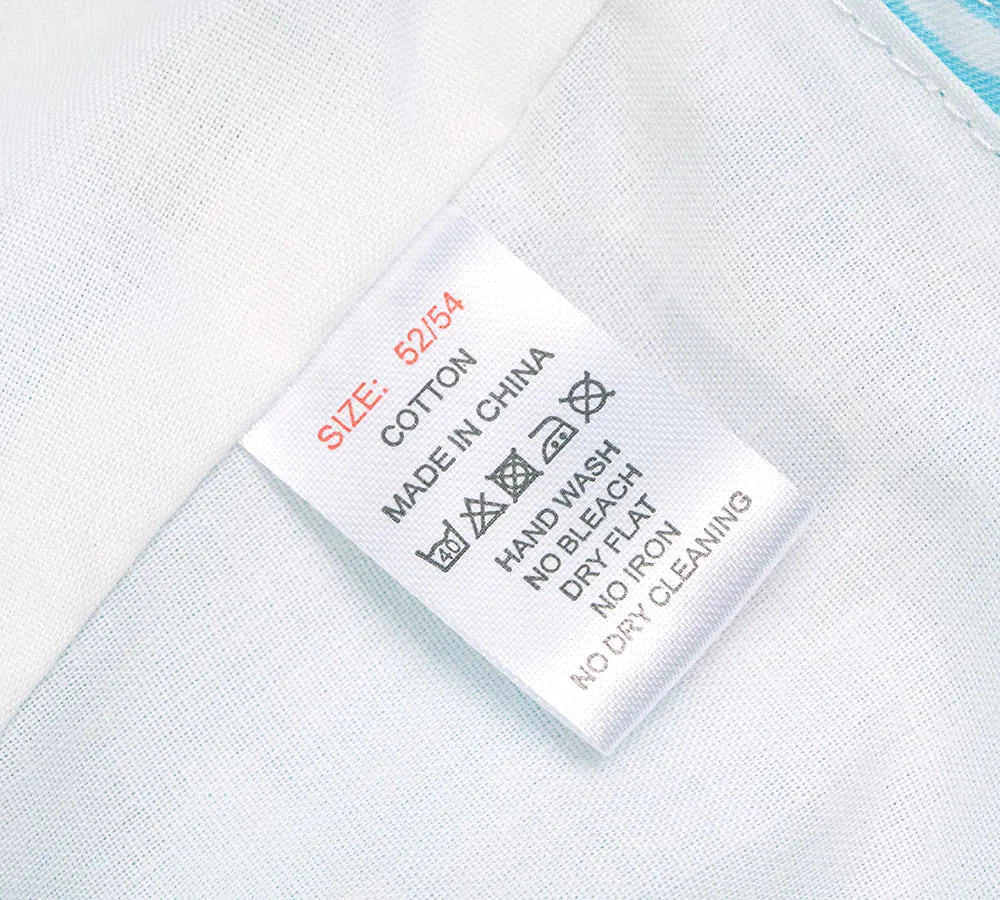 SIZE: 52/54
COTTON
MADE IN CHINA
40
HAND WASH
NO BLEACH
DRY FLAT
NO IRON
NO DRY CLEANING